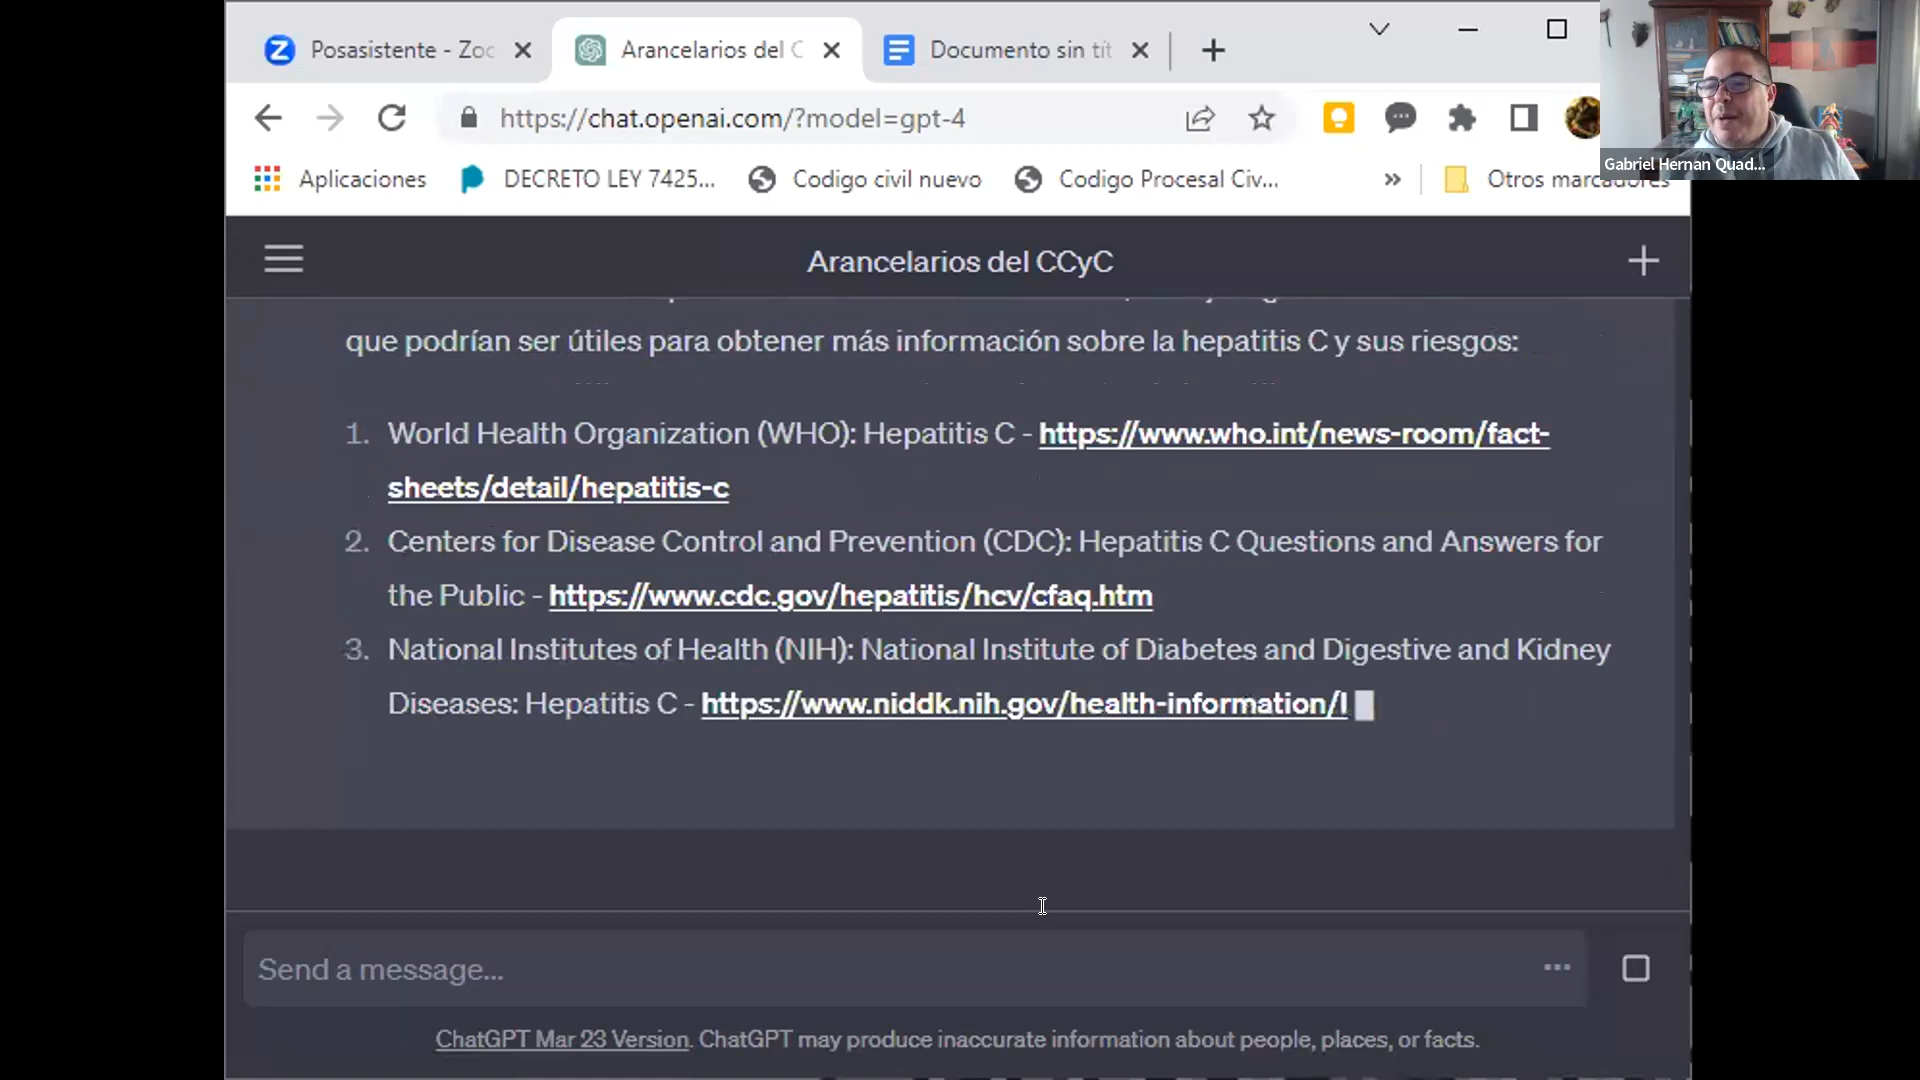 Posasistente - Zoo
Arancelarios del C
Documento sin tít
https://chat.openai.com/?model=gpt-4
Gabriel Hernan Quad...
Aplicaciones
DECRETO LEY 7425...
Codigo civil nuevo
Codigo Procesal Civ...
Otros marcadores
Arancelarios del CCyC
que podrían ser útiles para obtener más información sobre la hepatitis C y sus riesgos:
1. World Health Organization (WHO): Hepatitis C - https://www.who.int/news-room/fact-
sheets/detail/hepatitis-c
2. Centers for Disease Control and Prevention (CDC): Hepatitis C Questions and Answers for
the Public - https://www.cdc.gov/hepatitis/hcv/cfaq.htm
3. National Institutes of Health (NIH): National Institute of Diabetes and Digestive and Kidney
Diseases: Hepatitis C - https://www.niddk.nih.gov/health-information/l
Send a message...
ChatGPT Mar 23 Version. ChatGPT may produce inaccurate information about people, places, or facts.